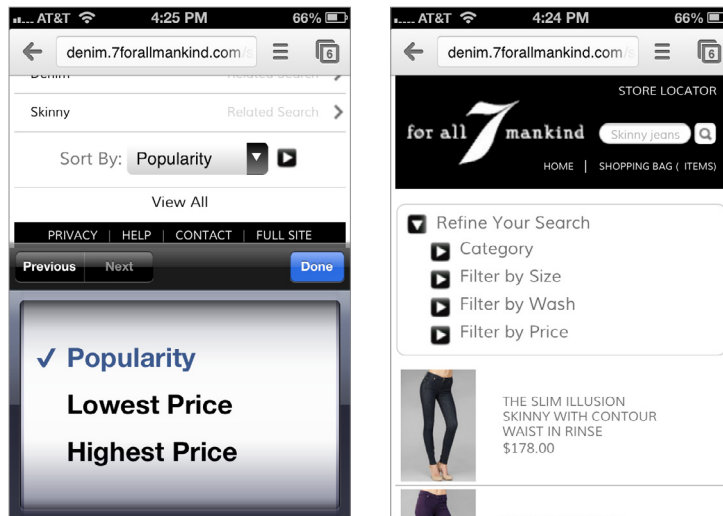 AT&T 4:25 PM 66%
denim.7forallmankind.com/s 6
Denim Related Search
Skinny Related Search
Sort By: Popularity
View All
PRIVACY | HELP | CONTACT | FULL SITE
Previous Next Done
✓ Popularity
Lowest Price
Highest Price
AT&T 4:24 PM 66%
denim.7forallmankind.com/s 6
STORE LOCATOR
for all 7 mankind Skinny jeans
HOME | SHOPPING BAG ( ITEMS)
Refine Your Search
Category
Filter by Size
Filter by Wash
Filter by Price
THE SLIM ILLUSION
SKINNY WITH CONTOUR
WAIST IN RINSE
$178.00